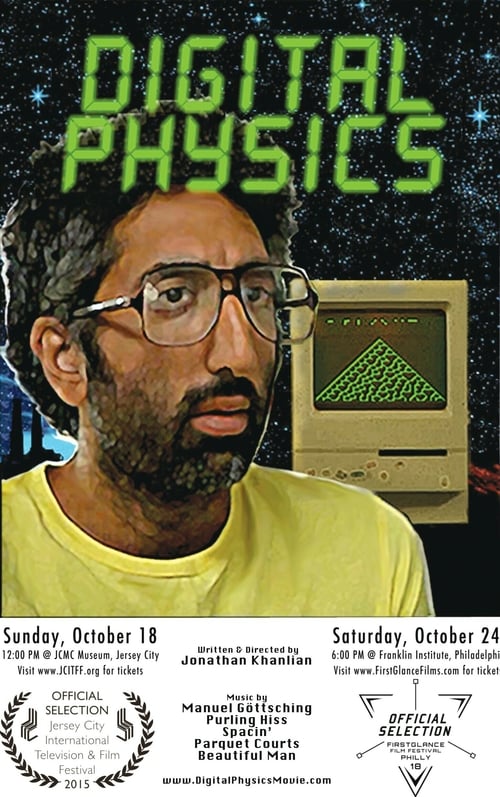 DIGITAL
PHYSICS
Sunday, October 18
12:00 PM @ JCMC Museum, Jersey City
Visit www.JCITFF.org for tickets
OFFICIAL
SELECTION
Jersey City
International
Television & Film
Festival
2015
Written & Directed by
Jonathan Khanlian
Music by
Manuel Göttsching
Purling Hiss
Spacin'
Parquet Courts
Beautiful Man
www.DigitalPhysicsMovie.com
Saturday, October 24
6:00 PM @ Franklin Institute, Philadelphi
Visit www.FirstGlanceFilms.com for ticket
OFFICIAL
SELECTION
FIRSTGLANCE
FILM FESTIVAL
PHILLY
18